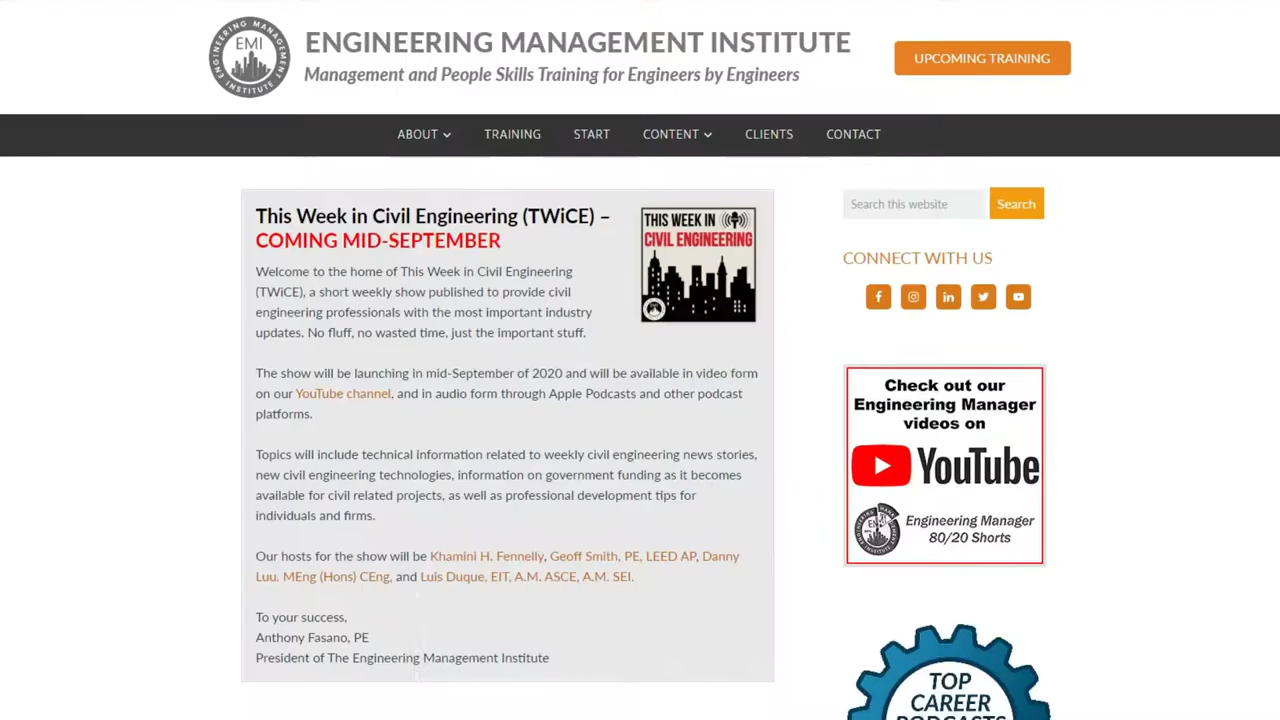 ENGINEERING MANAGEMENT INSTITUTE
EMI
ENGINEERING MANAGEMENT INSTITUTE
Management and People Skills Training for Engineers by Engineers
UPCOMING TRAINING
ABOUT TRAINING START CONTENT CLIENTS CONTACT
This Week in Civil Engineering (TWiCE) –
COMING MID-SEPTEMBER
Welcome to the home of This Week in Civil Engineering
(TWiCE), a short weekly show published to provide civil
engineering professionals with the most important industry
updates. No fluff, no wasted time, just the important stuff.
THIS WEEK IN
CIVIL ENGINEERING
The show will be launching in mid-September of 2020 and will be available in video form
on our YouTube channel, and in audio form through Apple Podcasts and other podcast
platforms.
Topics will include technical information related to weekly civil engineering news stories,
new civil engineering technologies, information on government funding as it becomes
available for civil related projects, as well as professional development tips for
individuals and firms.
Our hosts for the show will be Khamini H. Fennelly, Geoff Smith, PE, LEED AP, Danny
Luu. MEng (Hons) CEng, and Luis Duque, EIT, A.M. ASCE, A.M. SEI.
To your success,
Anthony Fasano, PE
President of The Engineering Management Institute
Search this website
Search
CONNECT WITH US
Check out our
Engineering Manager
videos on
YouTube
Engineering Manager
80/20 Shorts
TOP
CAREER
PODCASTS